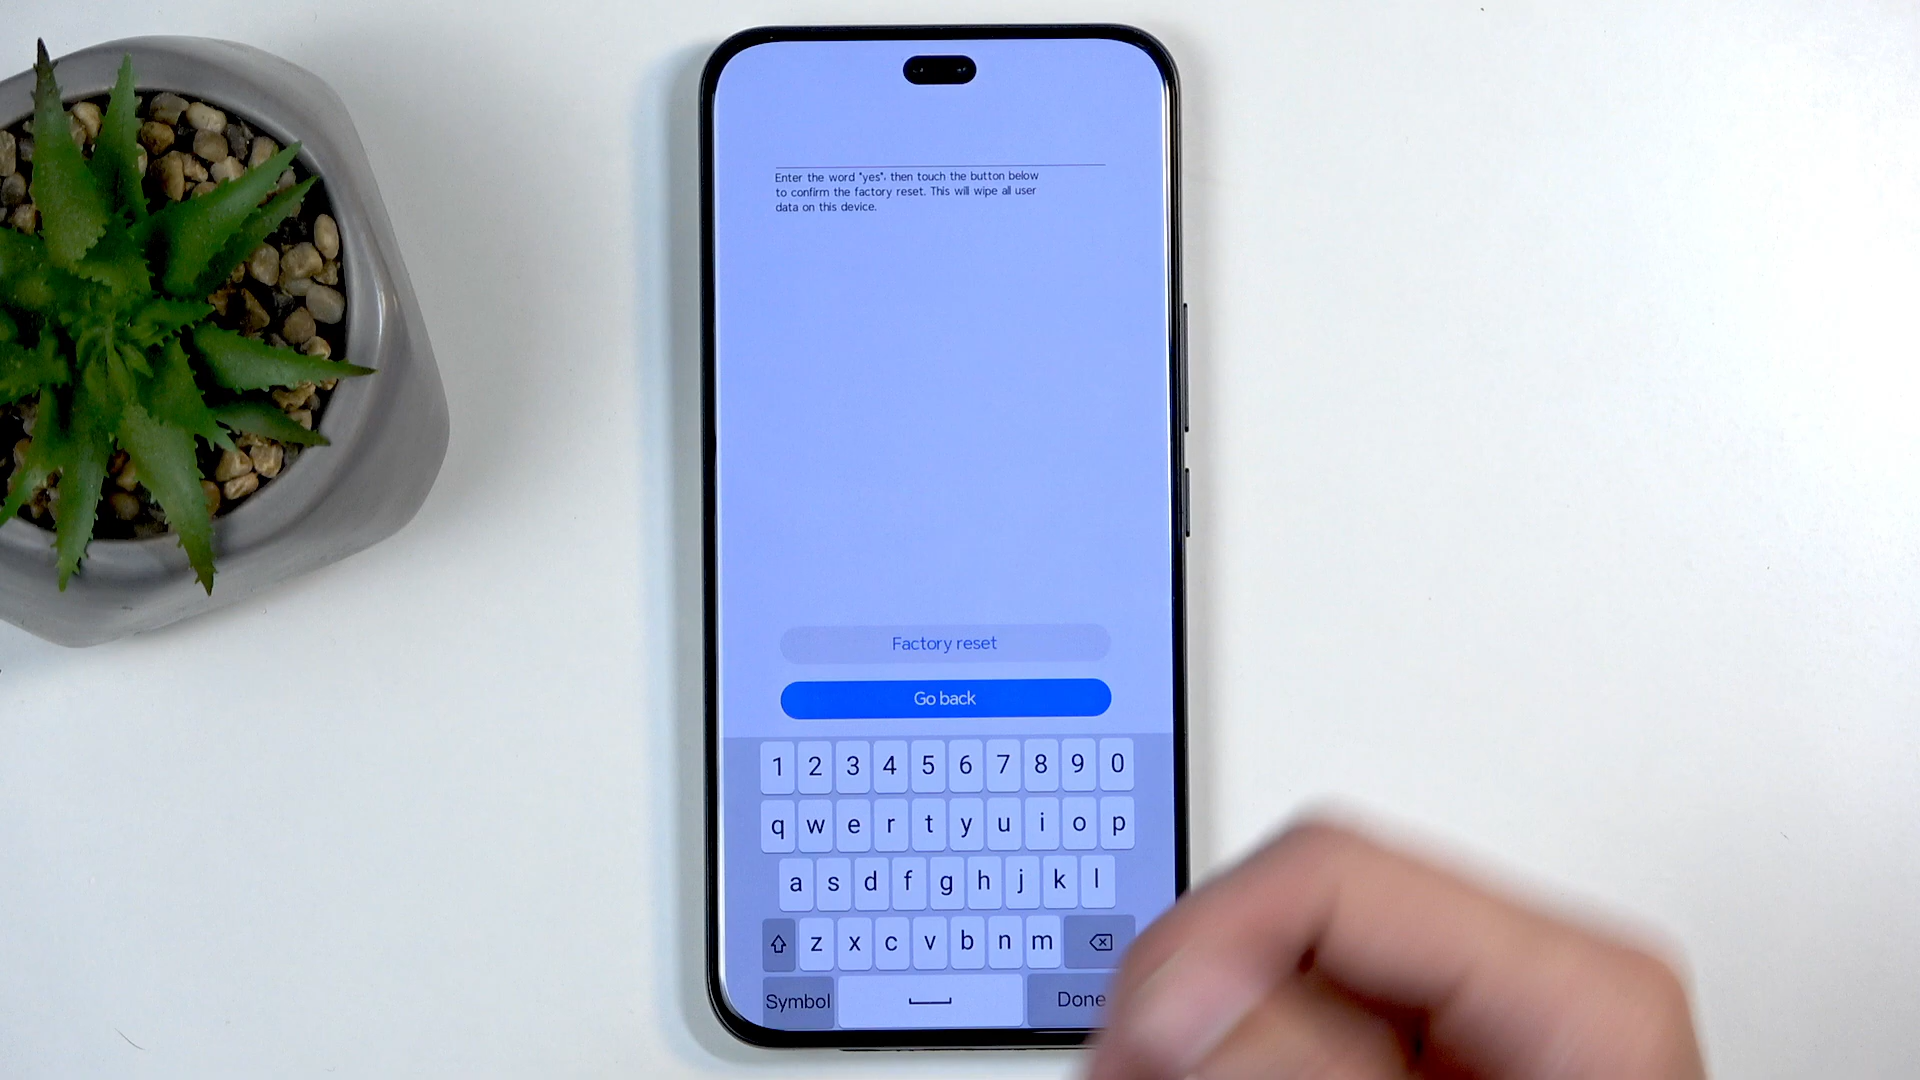 Enter the word "yes", then touch the button below
to confirm the factory reset. This will wipe all user
data on this device.
Factory reset
Go back
1 2 3 4 5 6 7 8 9 0
q w e r t y u i o p
a s d f g h j k l
z x c v b n m
Symbol Done